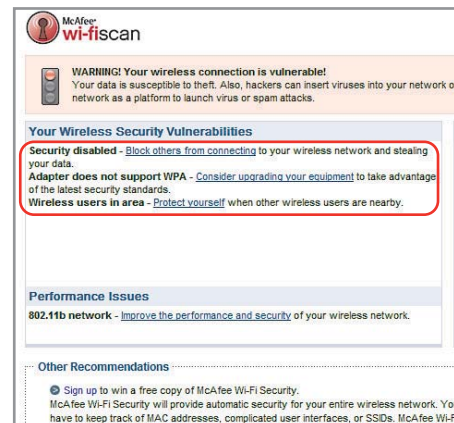 McAfee
wi-fiscan
WARNING! Your wireless connection is vulnerable!
Your data is susceptible to theft. Also, hackers can insert viruses into your network o
network as a platform to launch virus or spam attacks.
Your Wireless Security Vulnerabilities
Security disabled - Block others from connecting to your wireless network and stealing
your data.
Adapter does not support WPA - Consider upgrading your equipment to take advantage
of the latest security standards.
Wireless users in area - Protect yourself when other wireless users are nearby.
Performance Issues
802.11b network - Improve the performance and security of your wireless network.
Other Recommendations
Sign up to win a free copy of McAfee Wi-Fi Security.
McAfee Wi-Fi Security will provide automatic security for your entire wireless network. Yo
have to keep track of MAC addresses, complicated user interfaces, or SSIDs. McAfee Wi-F